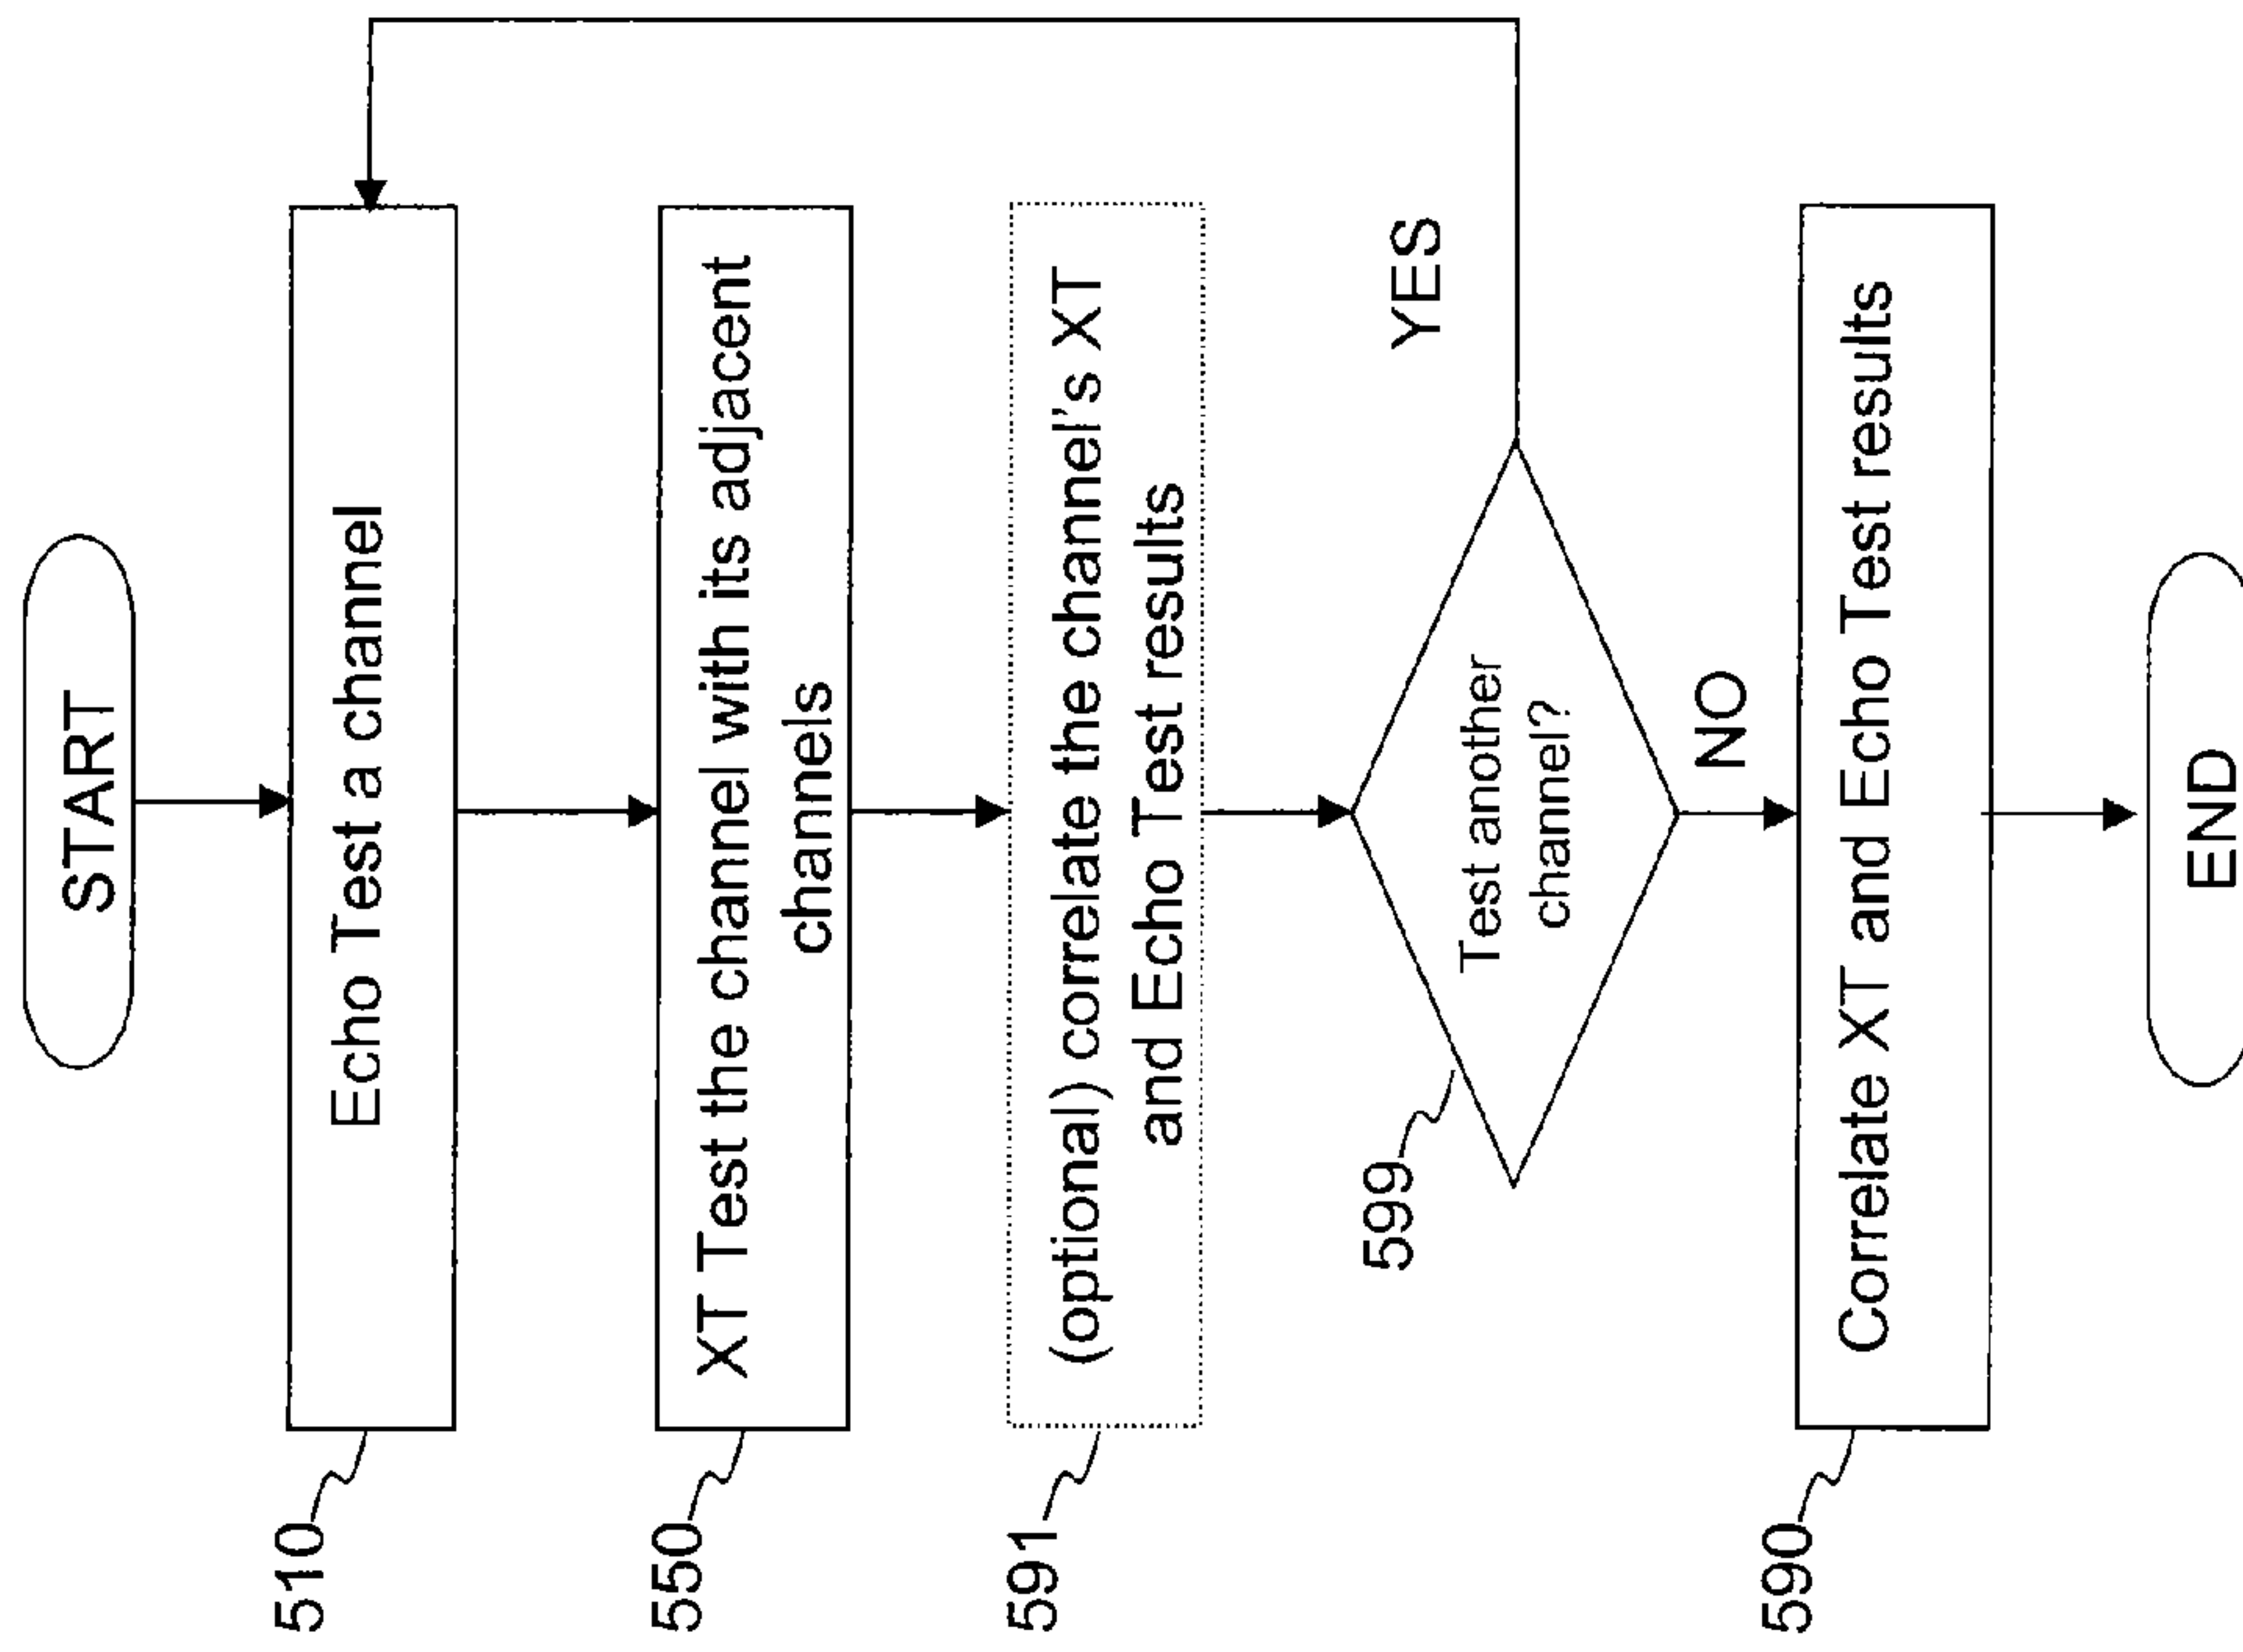 START
510
Echo Test a channel
550
XT Test the channel with its adjacent
channels
591
(optional) correlate the channel's XT
and Echo Test results
599
Test another
channel?
YES
NO
590
Correlate XT and Echo Test results
END